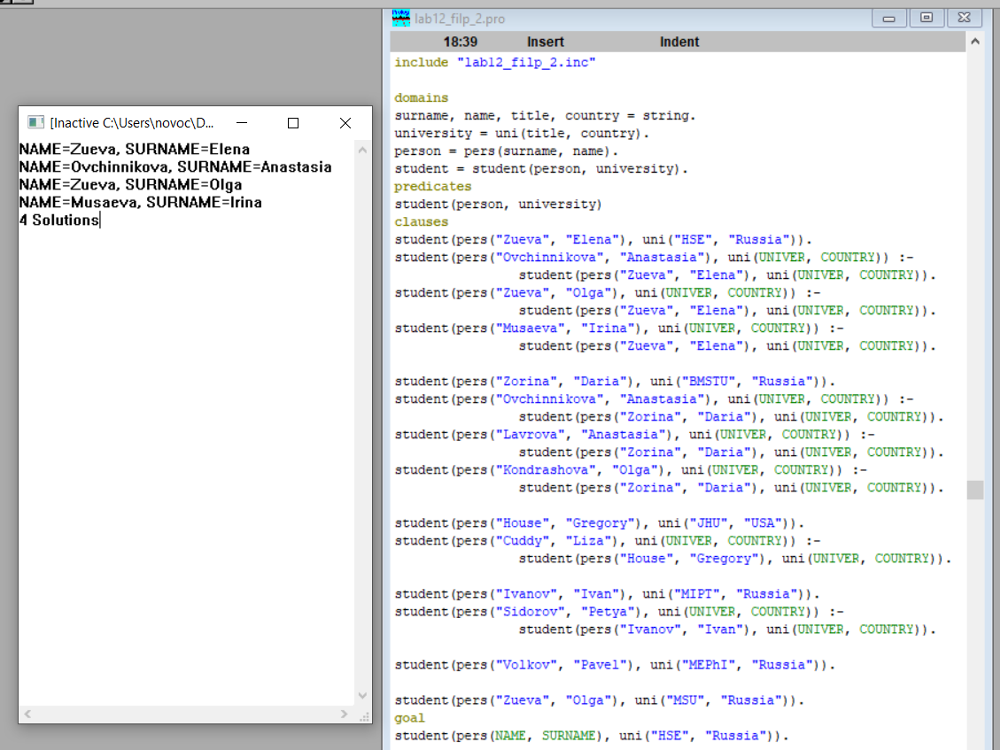 [Inactive C:\Users\novoc\D...
NAME=Zueva, SURNAME=Elena
NAME=Ovchinnikova, SURNAME=Anastasia
NAME=Zueva, SURNAME=Olga
NAME=Musaeva, SURNAME=Irina
4 Solutions
lab12_filp_2.pro
18:39 Insert Indent
include "lab12_filp_2.inc"
domains
surname, name, title, country = string.
university = uni(title, country).
person = pers(surname, name).
student = student(person, university).
predicates
student(person, university)
clauses
student(pers("Zueva", "Elena"), uni("HSE", "Russia")).
student(pers("Ovchinnikova", "Anastasia"), uni(UNIVER, COUNTRY)) :-
student(pers("Zueva", "Elena"), uni(UNIVER, COUNTRY)).
student(pers("Zueva", "Olga"), uni(UNIVER, COUNTRY)) :-
student(pers("Zueva", "Elena"), uni(UNIVER, COUNTRY)).
student(pers("Musaeva", "Irina"), uni(UNIVER, COUNTRY)) :-
student(pers("Zueva", "Elena"), uni(UNIVER, COUNTRY)).
student(pers("Zorina", "Daria"), uni("BMSTU", "Russia")).
student(pers("Ovchinnikova", "Anastasia"), uni(UNIVER, COUNTRY)) :-
student(pers("Zorina", "Daria"), uni(UNIVER, COUNTRY)).
student(pers("Lavrova", "Anastasia"), uni(UNIVER, COUNTRY)) :-
student(pers("Zorina", "Daria"), uni(UNIVER, COUNTRY)).
student(pers("Kondrashova", "Olga"), uni(UNIVER, COUNTRY)) :-
student(pers("Zorina", "Daria"), uni(UNIVER, COUNTRY)).
student(pers("House", "Gregory"), uni("JHU", "USA")).
student(pers("Cuddy", "Liza"), uni(UNIVER, COUNTRY)) :-
student(pers("House", "Gregory"), uni(UNIVER, COUNTRY)).
student(pers("Ivanov", "Ivan"), uni("MIPT", "Russia")).
student(pers("Sidorov", "Petya"), uni(UNIVER, COUNTRY)) :-
student(pers("Ivanov", "Ivan"), uni(UNIVER, COUNTRY)).
student(pers("Volkov", "Pavel"), uni("MEPhI", "Russia")).
student(pers("Zueva", "Olga"), uni("MSU", "Russia")).
goal
student(pers(NAME, SURNAME), uni("HSE", "Russia")).